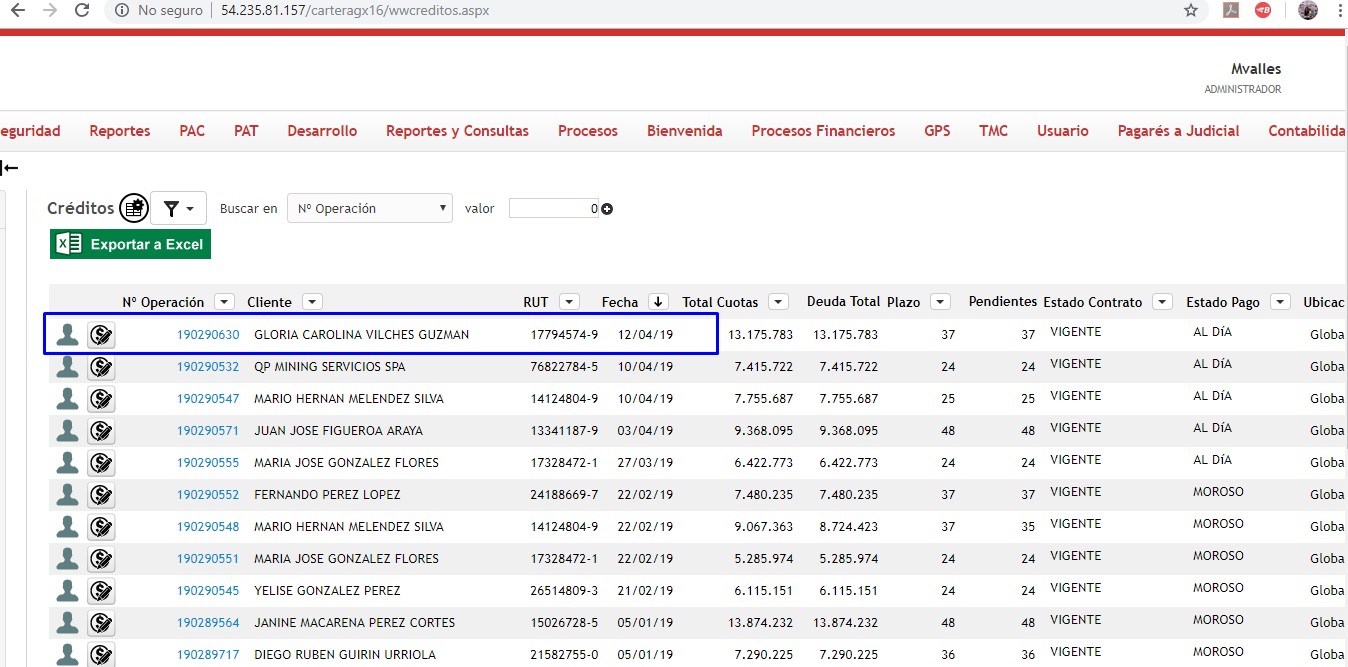 No seguro | 54.235.81.157/carteragx16/wwcreditos.aspx
Mvalles
ADMINISTRADOR
eguridad Reportes PAC PAT Desarrollo Reportes y Consultas Procesos Bienvenida Procesos Financieros GPS TMC Usuario Pagarés a Judicial Contabilida
Créditos Buscar en Nº Operación valor 0
Exportar a Excel
Nº Operación Cliente RUT Fecha Total Cuotas Deuda Total Plazo Pendientes Estado Contrato Estado Pago Ubicac
190290630 GLORIA CAROLINA VILCHES GUZMAN 17794574-9 12/04/19 13.175.783 13.175.783 37 37 VIGENTE AL DíA Globa
190290532 QP MINING SERVICIOS SPA 76822784-5 10/04/19 7.415.722 7.415.722 24 24 VIGENTE AL DíA Globa
190290547 MARIO HERNAN MELENDEZ SILVA 14124804-9 10/04/19 7.755.687 7.755.687 25 25 VIGENTE AL DíA Globa
190290571 JUAN JOSE FIGUEROA ARAYA 13341187-9 03/04/19 9.368.095 9.368.095 48 48 VIGENTE AL DíA Globa
190290555 MARIA JOSE GONZALEZ FLORES 17328472-1 27/03/19 6.422.773 6.422.773 24 24 VIGENTE AL DíA Globa
190290552 FERNANDO PEREZ LOPEZ 24188669-7 22/02/19 7.480.235 7.480.235 37 37 VIGENTE MOROSO Globa
190290548 MARIO HERNAN MELENDEZ SILVA 14124804-9 22/02/19 9.067.363 8.724.423 37 35 VIGENTE MOROSO Globa
190290551 MARIA JOSE GONZALEZ FLORES 17328472-1 22/02/19 5.285.974 5.285.974 24 24 VIGENTE MOROSO Globa
190290545 YELISE GONZALEZ PEREZ 26514809-3 21/02/19 6.115.151 6.115.151 24 24 VIGENTE MOROSO Globa
190289564 JANINE MACARENA PEREZ CORTES 15026728-5 05/01/19 13.874.232 13.874.232 48 48 VIGENTE MOROSO Globa
190289717 DIEGO RUBEN GUIRIN URRIOLA 21582755-0 05/01/19 7.290.225 7.290.225 36 36 VIGENTE MOROSO Globa